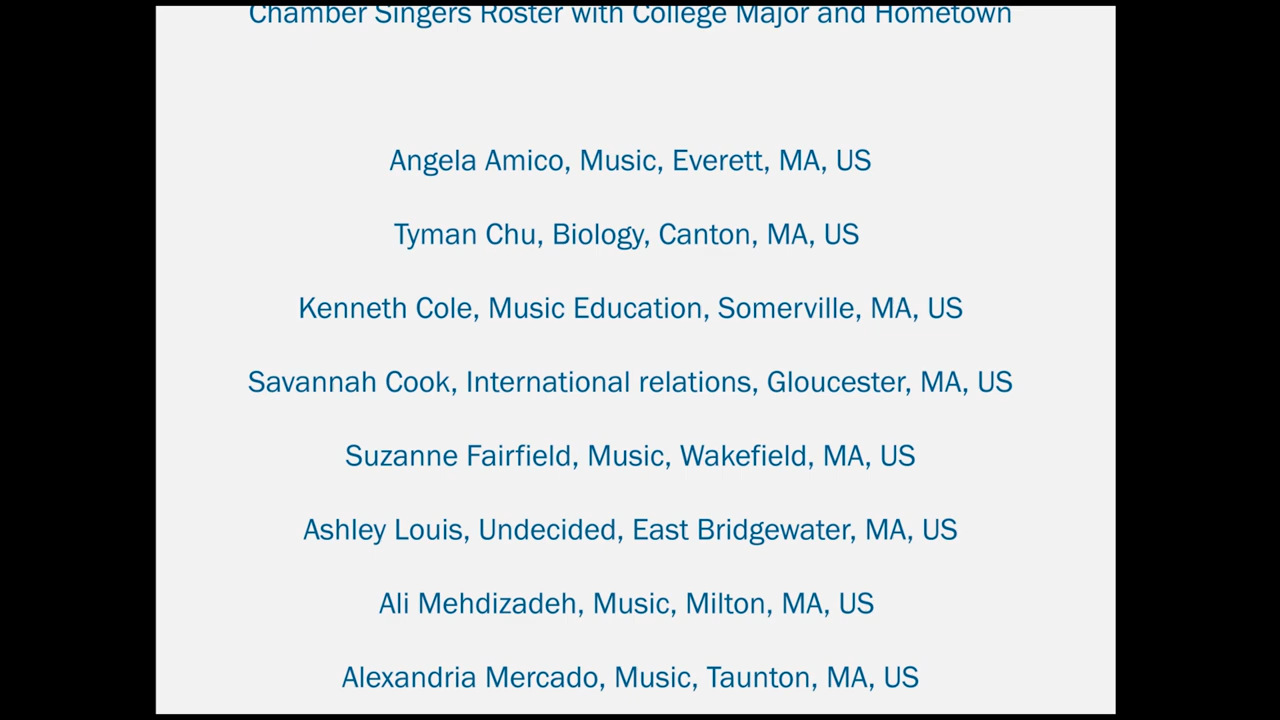 Chamber Singers Roster with College Major and Hometown
Angela Amico, Music, Everett, MA, US
Tyman Chu, Biology, Canton, MA, US
Kenneth Cole, Music Education, Somerville, MA, US
Savannah Cook, International relations, Gloucester, MA, US
Suzanne Fairfield, Music, Wakefield, MA, US
Ashley Louis, Undecided, East Bridgewater, MA, US
Ali Mehdizadeh, Music, Milton, MA, US
Alexandria Mercado, Music, Taunton, MA, US